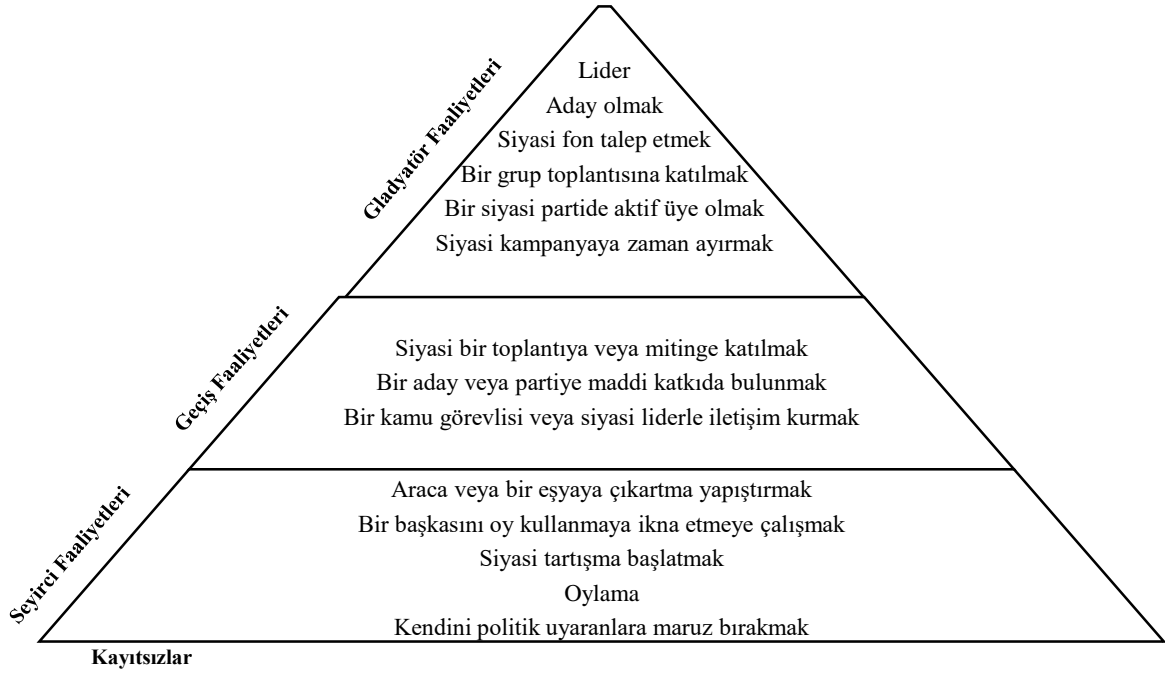 Gladyatör Faaliyetleri
Lider
Aday olmak
Siyasi fon talep etmek
Bir grup toplantısına katılmak
Bir siyasi partide aktif üye olmak
Siyasi kampanyaya zaman ayırmak
Geçiş Faaliyetleri
Siyasi bir toplantıya veya mitinge katılmak
Bir aday veya partiye maddi katkıda bulunmak
Bir kamu görevlisi veya siyasi liderle iletişim kurmak
Seyirci Faaliyetleri
Araca veya bir eşyaya çıkartma yapıştırmak
Bir başkasını oy kullanmaya ikna etmeye çalışmak
Siyasi tartışma başlatmak
Oylama
Kendini politik uyaranlara maruz bırakmak
Kayıtsızlar